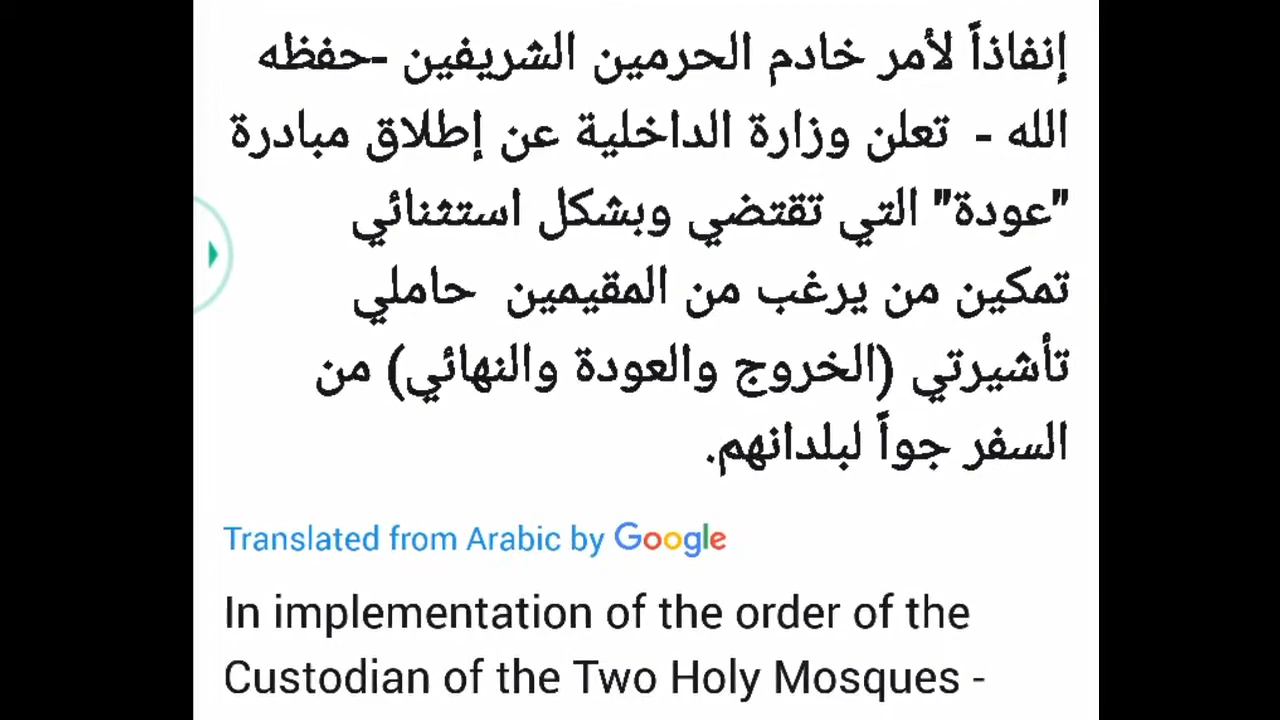 إنفاذاً لأمر خادم الحرمين الشريفين -حفظه
الله - تعلن وزارة الداخلية عن إطلاق مبادرة
"عودة" التي تقتضي وبشكل استثنائي
تمكين من يرغب من المقيمين حاملي
تأشيرتي (الخروج والعودة والنهائي) من
السفر جواً لبلدانهم.
Translated from Arabic by Google
In implementation of the order of the
Custodian of the Two Holy Mosques -